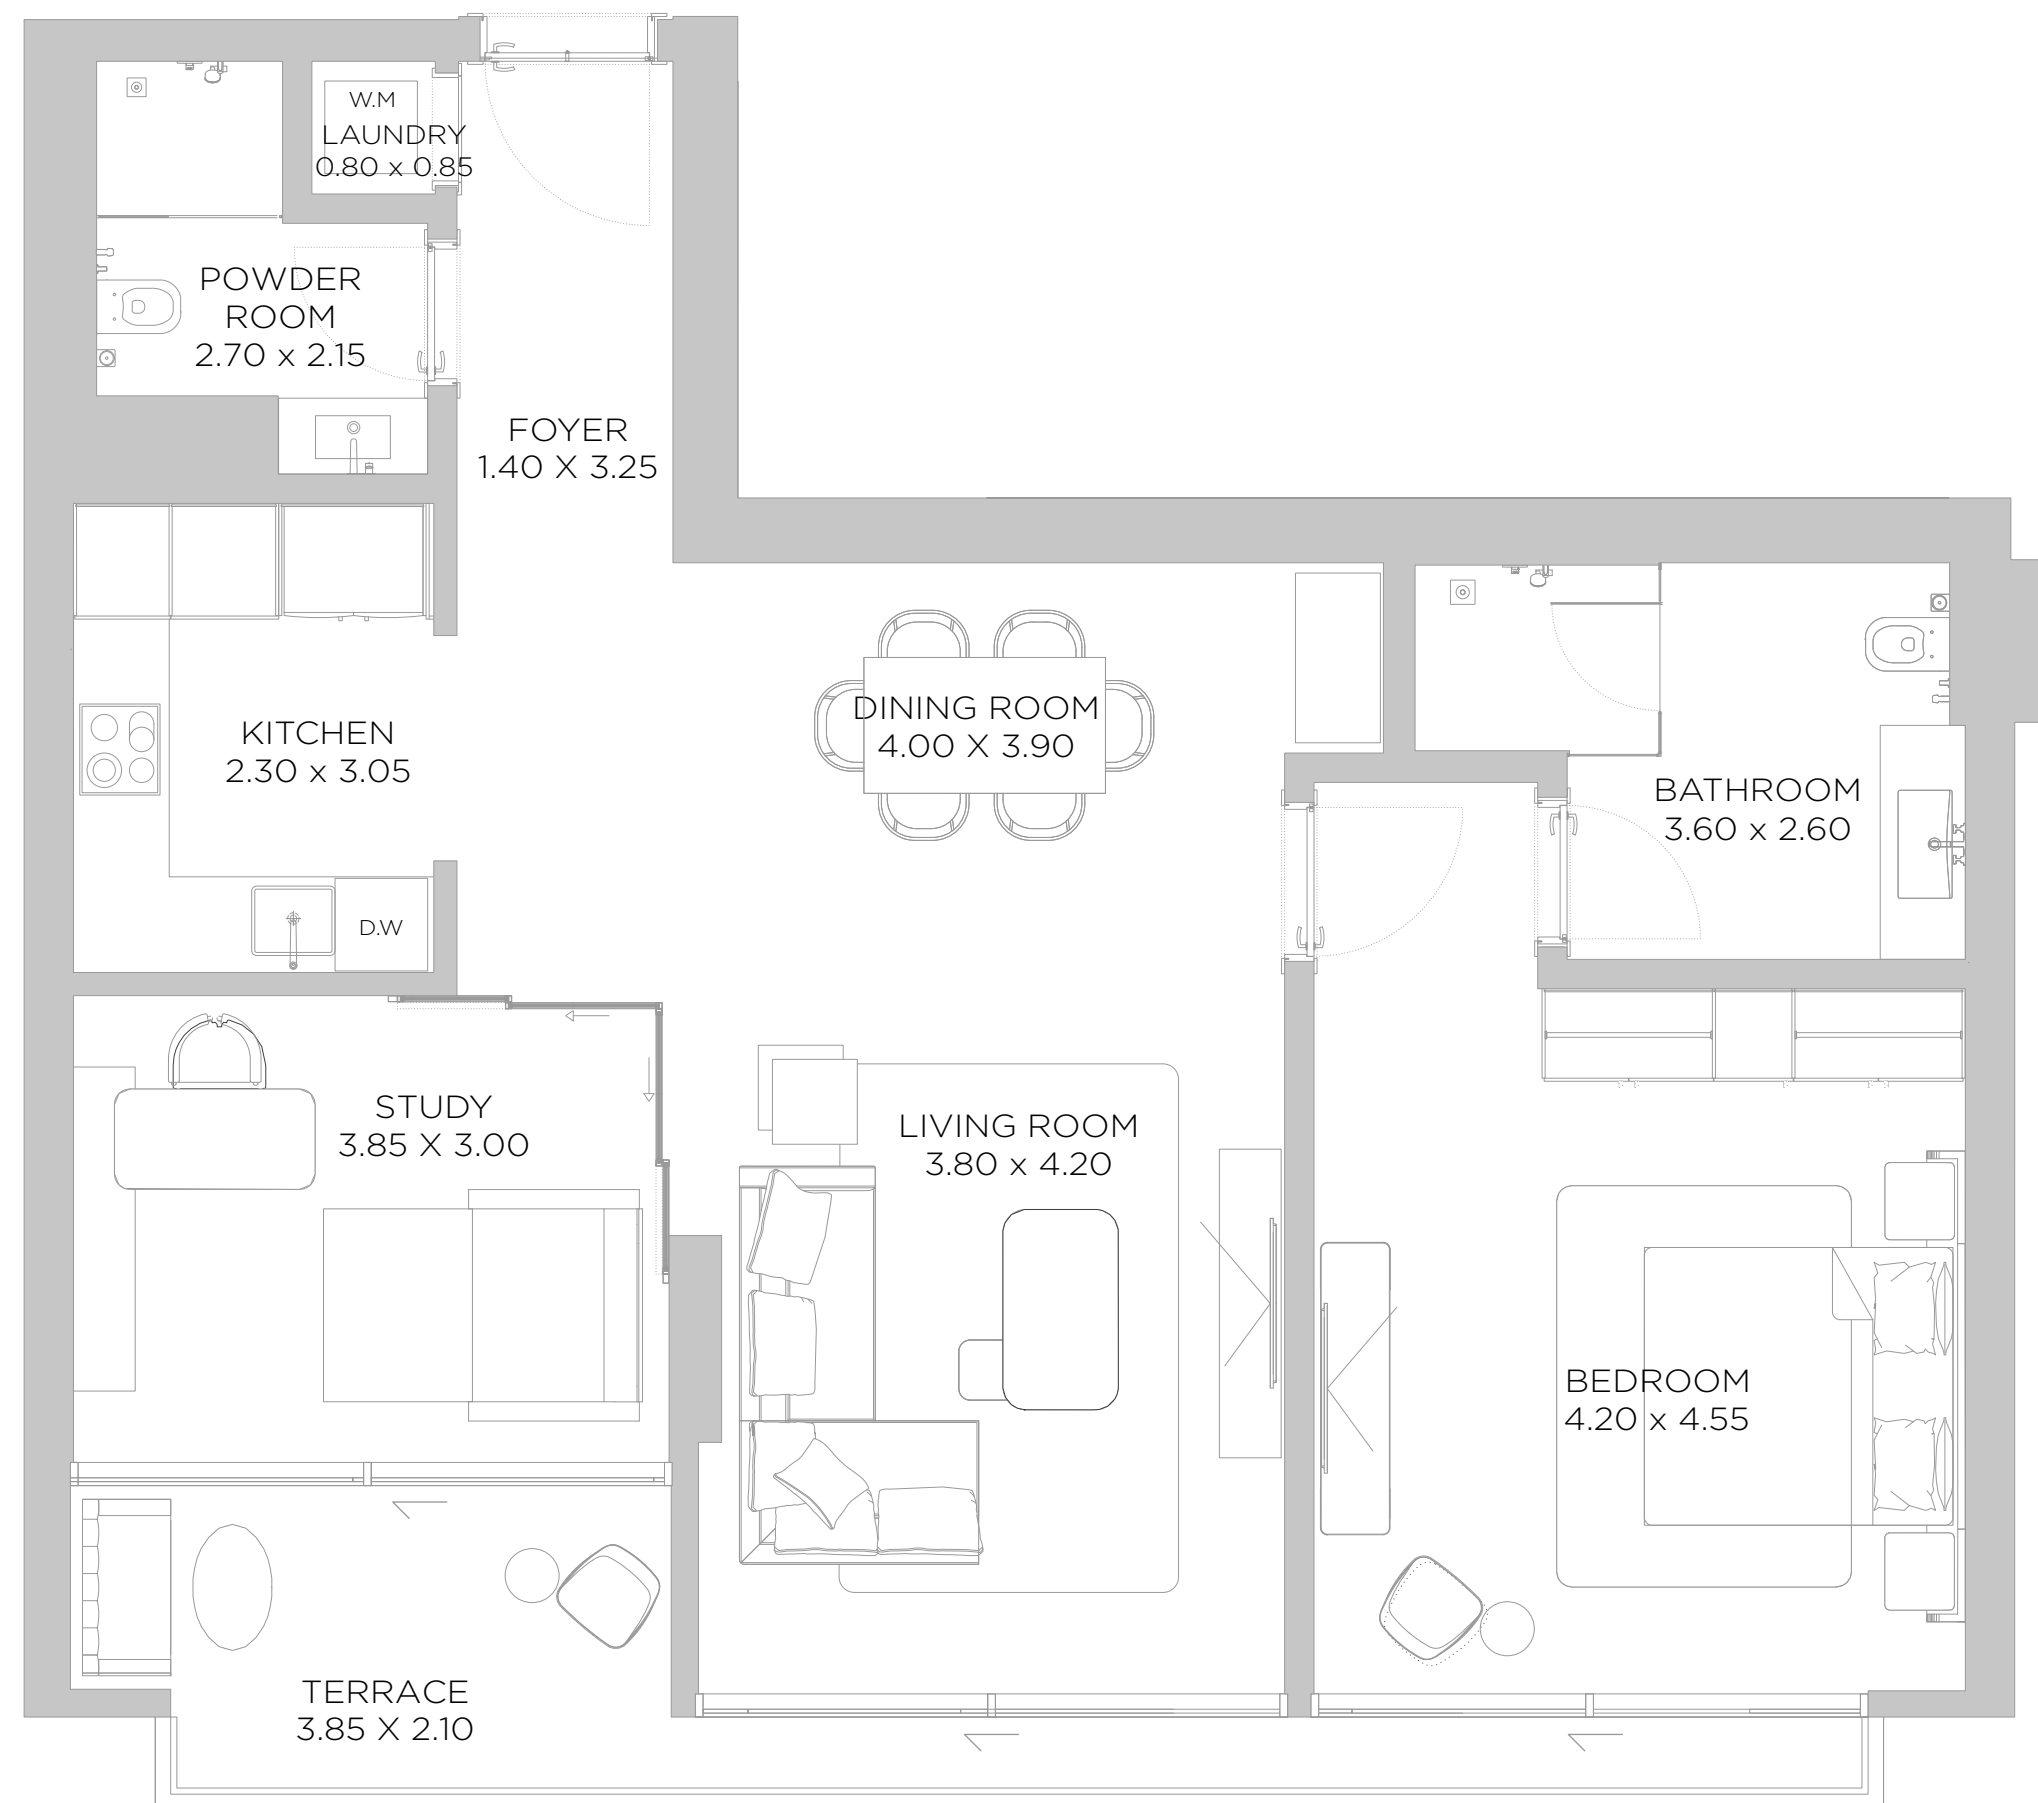 W.M
LAUNDRY
0.80 x 0.85
POWDER
ROOM
2.70 x 2.15
FOYER
1.40 X 3.25
KITCHEN
2.30 x 3.05
D.W
DINING ROOM
4.00 X 3.90
BATHROOM
3.60 x 2.60
STUDY
3.85 X 3.00
LIVING ROOM
3.80 x 4.20
BEDROOM
4.20 x 4.55
TERRACE
3.85 X 2.10